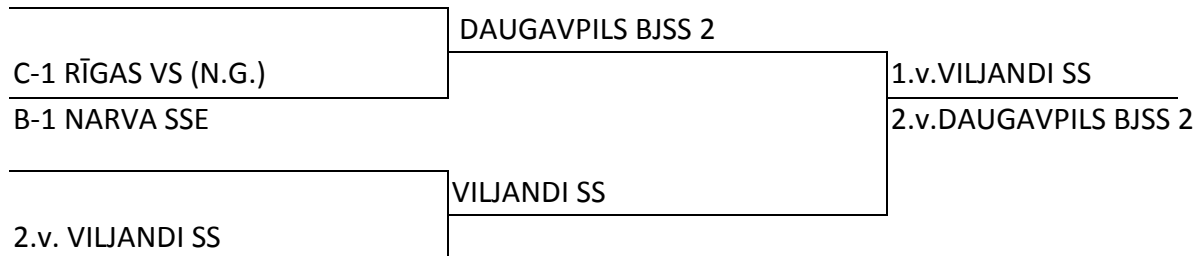 DAUGAVPILS BJSS 2
C-1 RĪGAS VS (N.G.)
1.v.VILJANDI SS
B-1 NARVA SSE
2.v.DAUGAVPILS BJSS 2
VILJANDI SS
2.v. VILJANDI SS